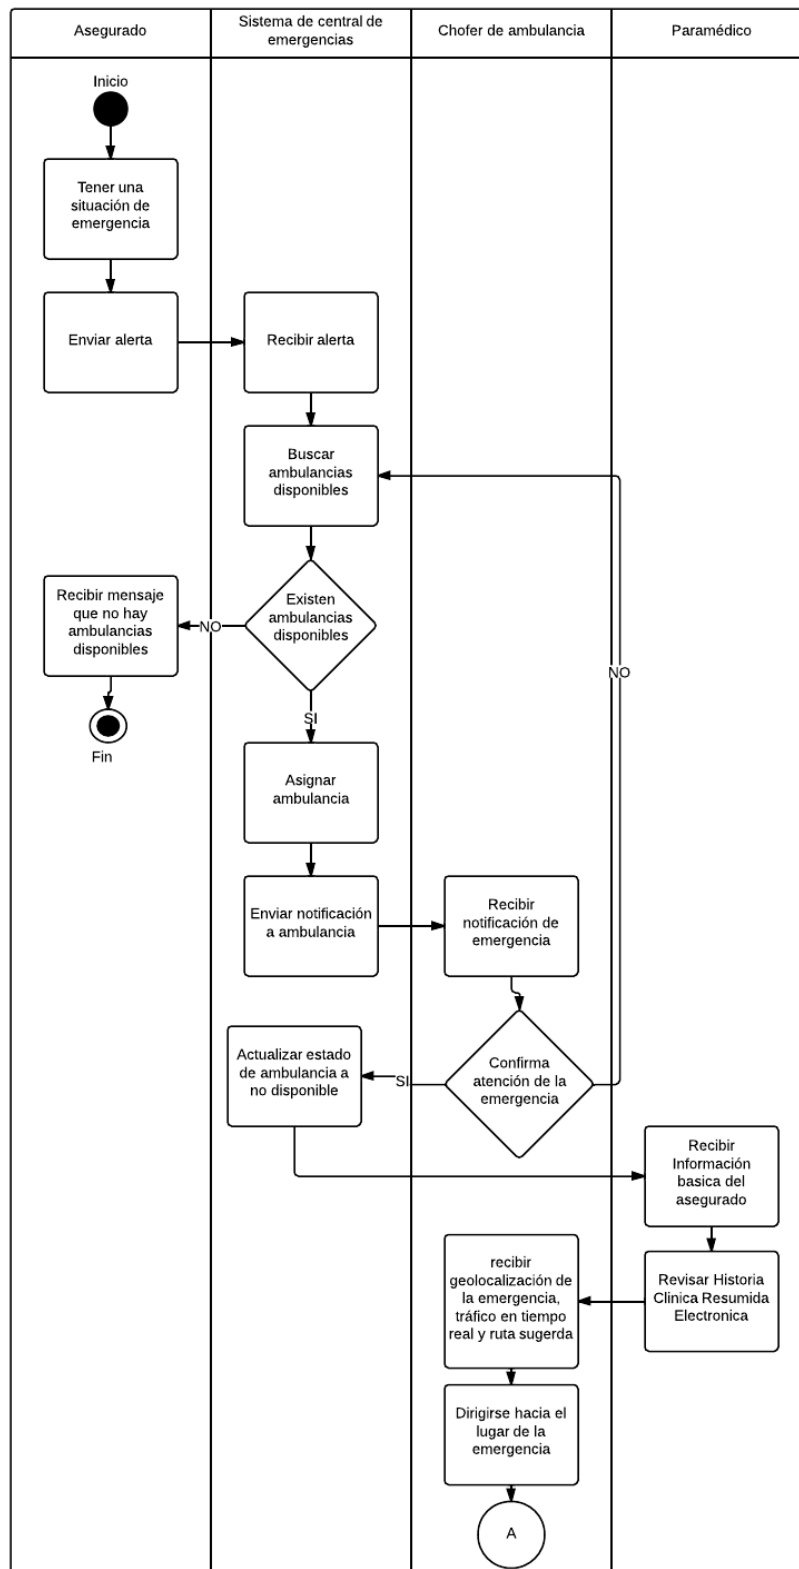 Asegurado
Sistema de central de
emergencias
Chofer de ambulancia
Paramédico
Inicio
Tener una
situación de
emergencia
Enviar alerta
Recibir alerta
Buscar
ambulancias
disponibles
Recibir mensaje
que no hay
ambulancias
disponibles
NO
Existen
ambulancias
disponibles
NO
Fin
SI
Asignar
ambulancia
Enviar notificación
a ambulancia
Recibir
notificación de
emergencia
Actualizar estado
de ambulancia a
no disponible
SI
Confirma
atención de la
emergencia
Recibir
Información
basica del
asegurado
recibir
geolocalización de
la emergencia,
tráfico en tiempo
real y ruta sugerda
Revisar Historia
Clinica Resumida
Electronica
Dirigirse hacia el
lugar de la
emergencia
A